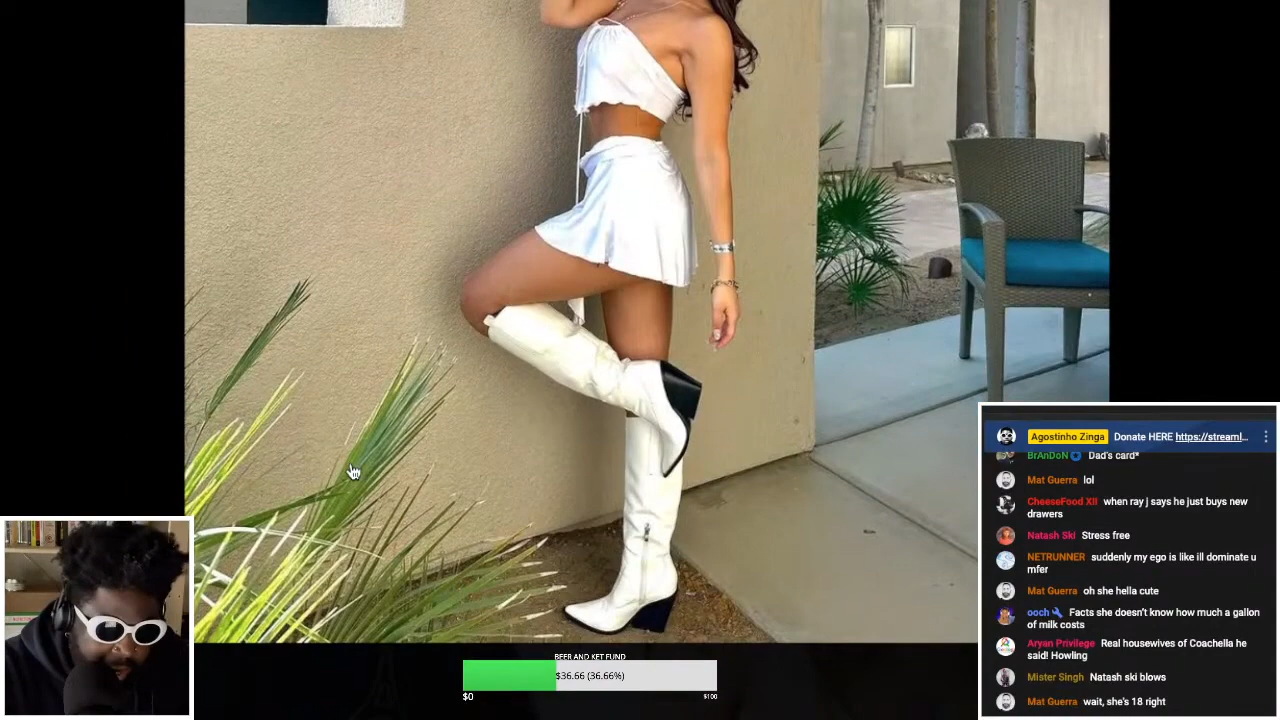 Agostinho Zinga Donate HERE https://streaml...
BrAnDoN Dad's card*
Mat Guerra lol
CheeseFood XII when ray j says he just buys new
drawers
Natash Ski Stress free
NETRUNNER suddenly my ego is like ill dominate u
mfer
Mat Guerra oh she hella cute
ooch Facts she doesn't know how much a gallon
of milk costs
Aryan Privilege Real housewives of Coachella he
said! Howling
Mister Singh Natash ski blows
Mat Guerra wait, she's 18 right
BEER AND KET FUND
$36.66 (36.66%)
$0 $100